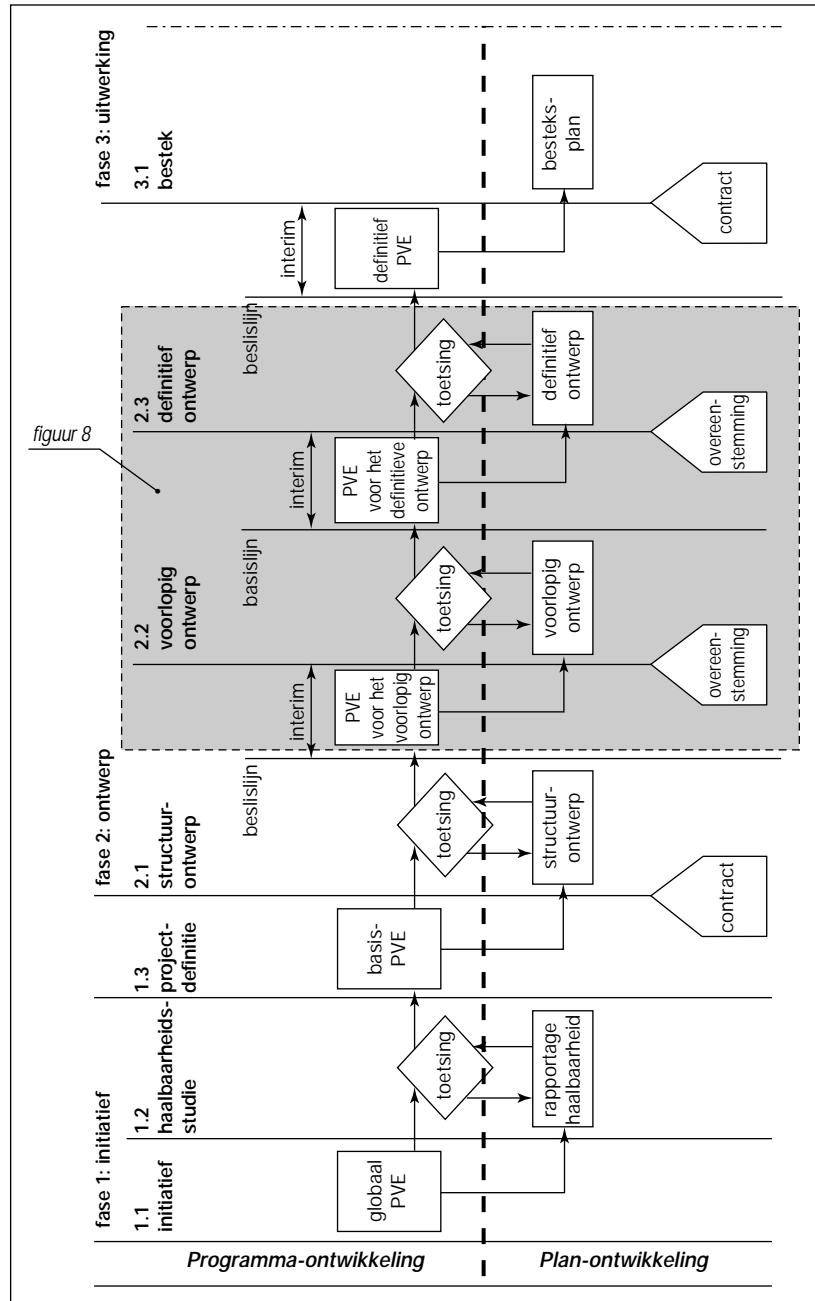 fase 1: initiatief
fase 2: ontwerp
fase 3: uitwerking
1.1
initiatief
1.2
haalbaarheids-
studie
1.3
project-
definitie
2.1
structuur-
ontwerp
2.2
voorlopig
ontwerp
2.3
definitief
ontwerp
3.1
bestek
figuur 8
beslislijn
interim
basislijn
interim
beslislijn
interim
Programma-ontwikkeling
globaal
PVE
toetsing
basis-
PVE
toetsing
PVE
voor het
voorlopig
ontwerp
toetsing
PVE
voor het
definitieve
ontwerp
toetsing
definitief
PVE
Plan-ontwikkeling
rapportage
haalbaarheid
structuur-
ontwerp
voorlopig
ontwerp
definitief
ontwerp
besteks-
plan
contract
overeen-
stemming
overeen-
stemming
contract